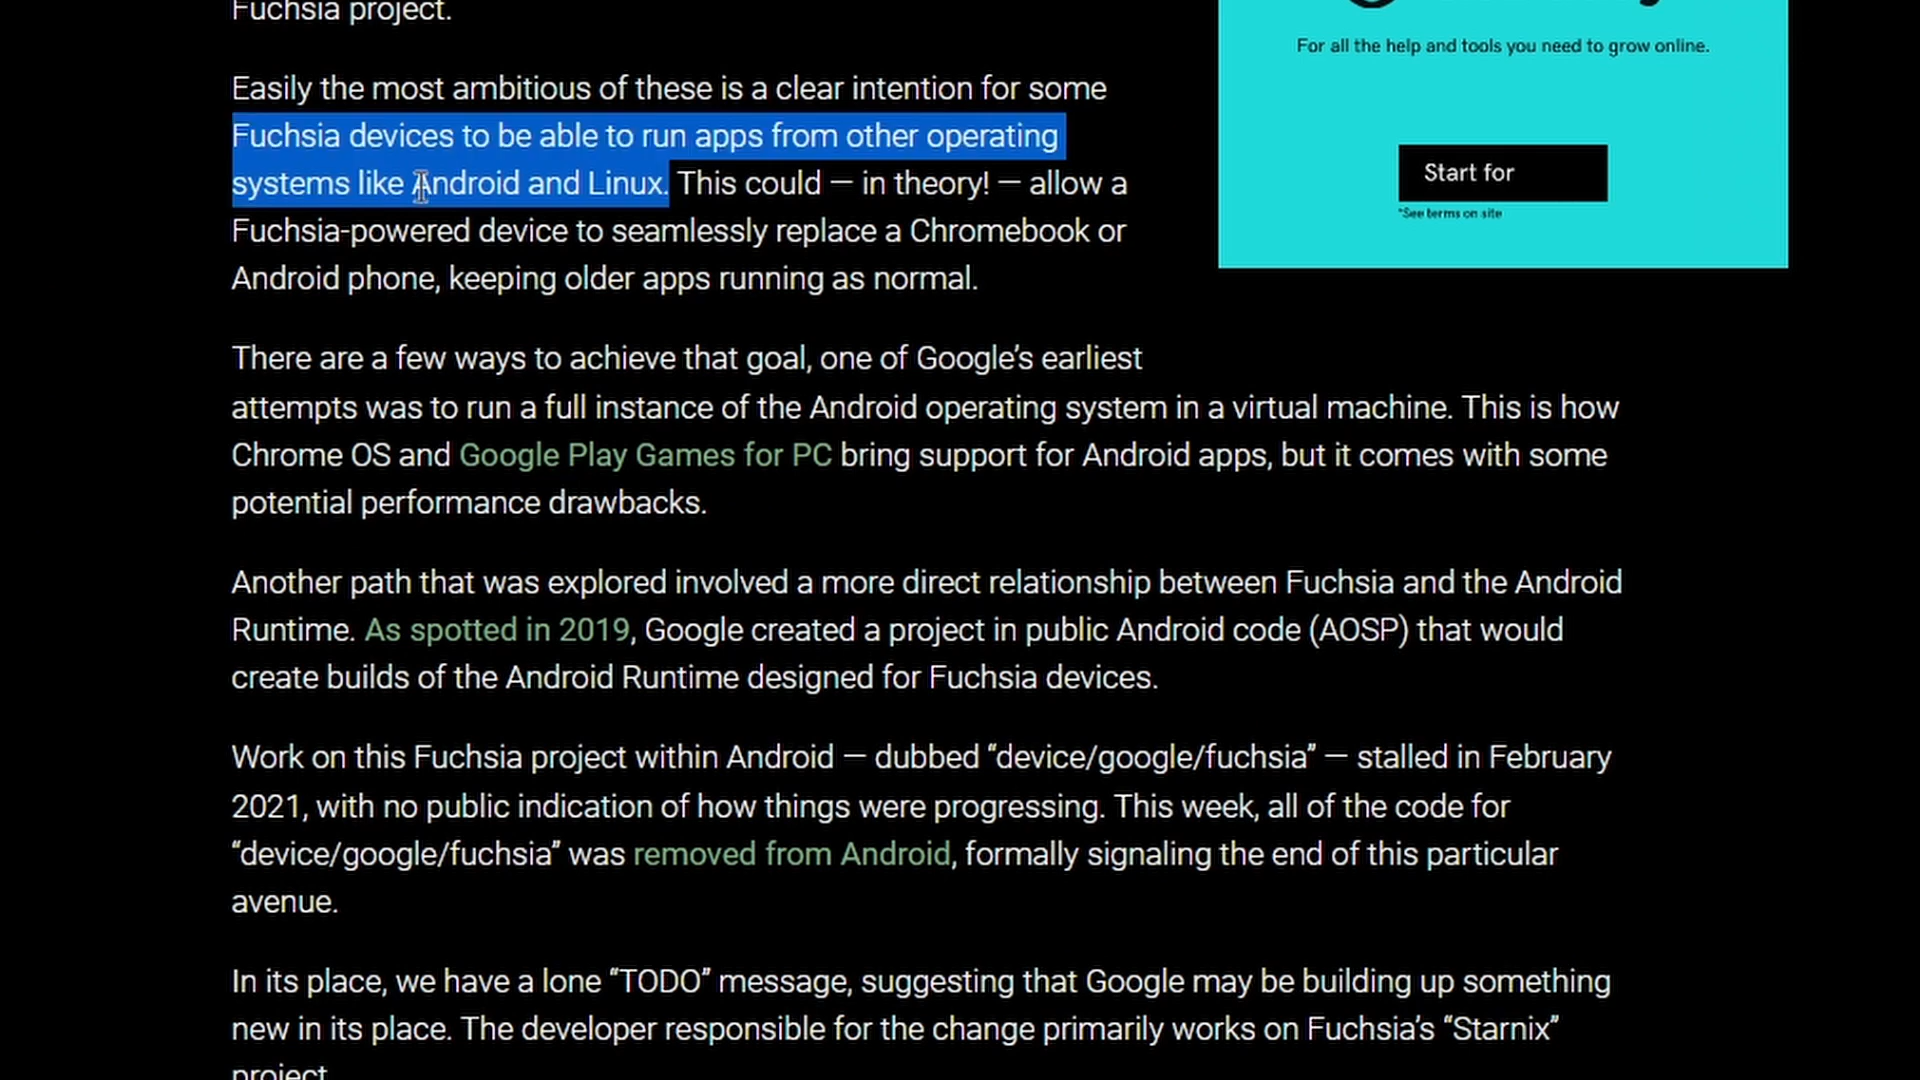 Fuchsia project.
Easily the most ambitious of these is a clear intention for some
Fuchsia devices to be able to run apps from other operating
systems like Android and Linux. This could — in theory! — allow a
Fuchsia-powered device to seamlessly replace a Chromebook or
Android phone, keeping older apps running as normal.
There are a few ways to achieve that goal, one of Google’s earliest
attempts was to run a full instance of the Android operating system in a virtual machine. This is how
Chrome OS and Google Play Games for PC bring support for Android apps, but it comes with some
potential performance drawbacks.
Another path that was explored involved a more direct relationship between Fuchsia and the Android
Runtime. As spotted in 2019, Google created a project in public Android code (AOSP) that would
create builds of the Android Runtime designed for Fuchsia devices.
Work on this Fuchsia project within Android — dubbed “device/google/fuchsia” — stalled in February
2021, with no public indication of how things were progressing. This week, all of the code for
“device/google/fuchsia” was removed from Android, formally signaling the end of this particular
avenue.
In its place, we have a lone “TODO” message, suggesting that Google may be building up something
new in its place. The developer responsible for the change primarily works on Fuchsia’s “Starnix”
project.
For all the help and tools you need to grow online.
Start for
*See terms on site